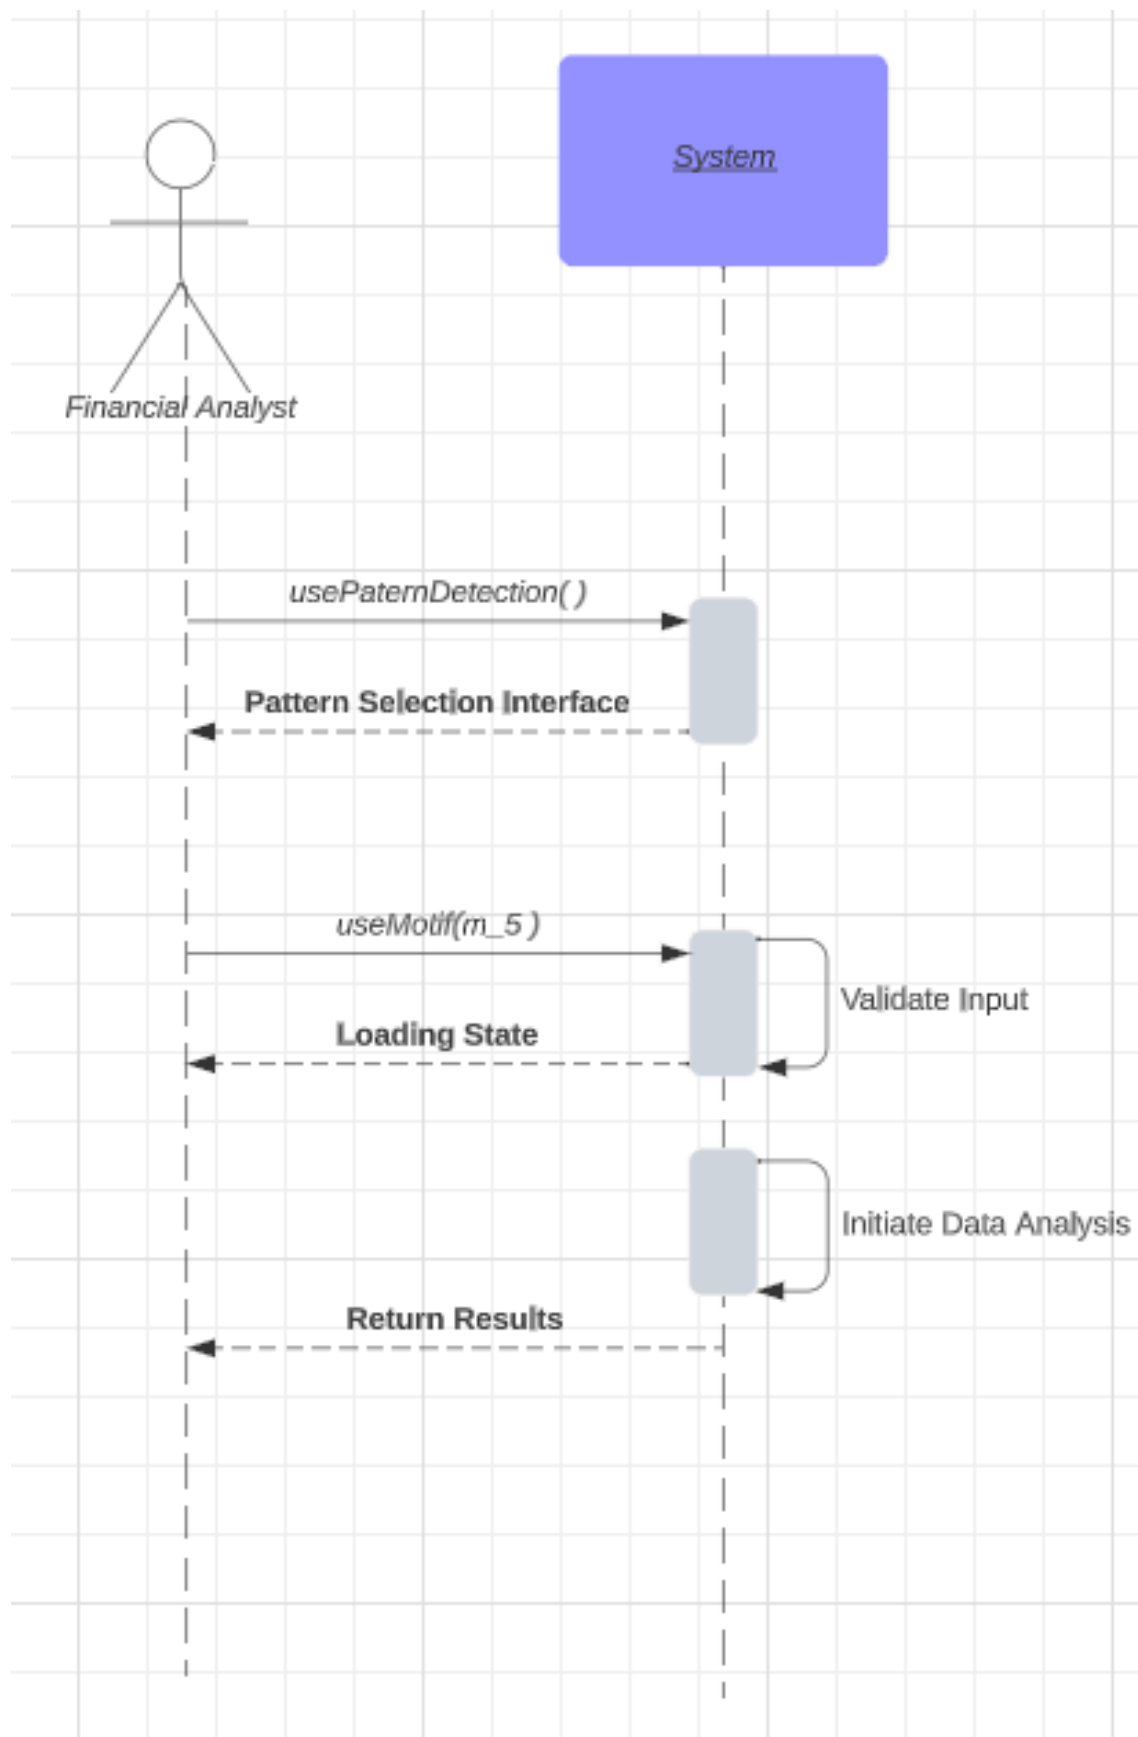 System
Financial Analyst
usePaternDetection( )
Pattern Selection Interface
useMotif(m_5 )
Validate Input
Loading State
Initiate Data Analysis
Return Results